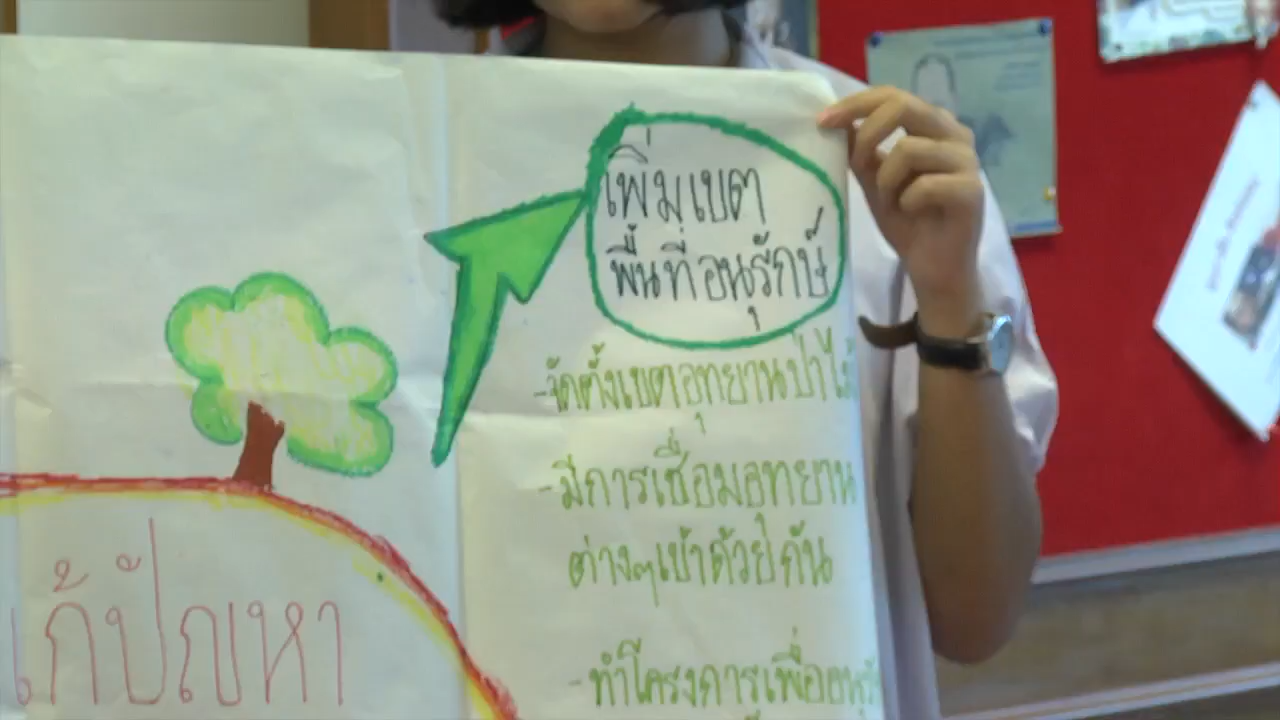 เพิ่มเขต
พื้นที่อนุรักษ์
-จัดตั้งเขตอุทยานป่าไม้
-มีการเชื่อมอุทยาน
ต่างๆเข้าด้วยกัน
-ทำโครงการเพื่ออนุรั
แก้ปัญหา